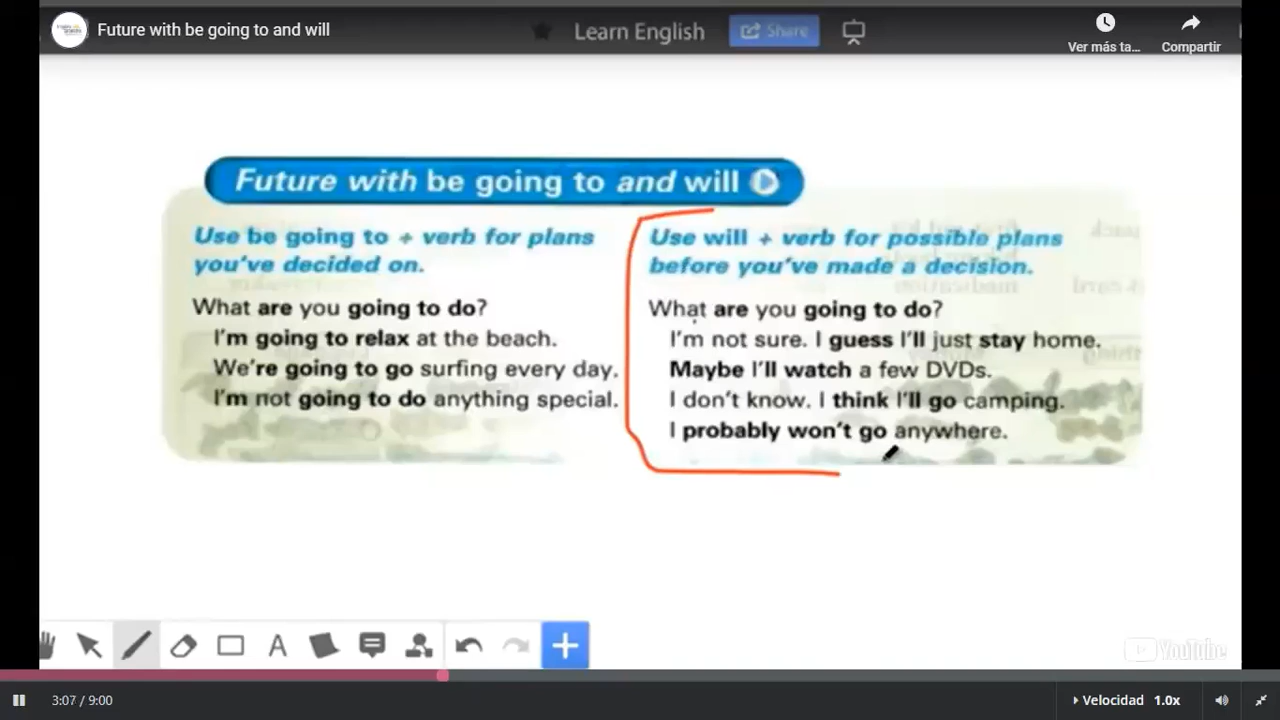 Future with be going to and will
Learn English
Share
Ver más ta...
Compartir
Future with be going to and will
Use be going to + verb for plans
you've decided on.
What are you going to do?
I'm going to relax at the beach.
We're going to go surfing every day.
I'm not going to do anything special.
Use will + verb for possible plans
before you've made a decision.
What are you going to do?
I'm not sure. I guess I'll just stay home.
Maybe I'll watch a few DVDs.
I don't know. I think I'll go camping.
I probably won't go anywhere.
A
YouTube
3:07 / 9:00
Velocidad 1.0x